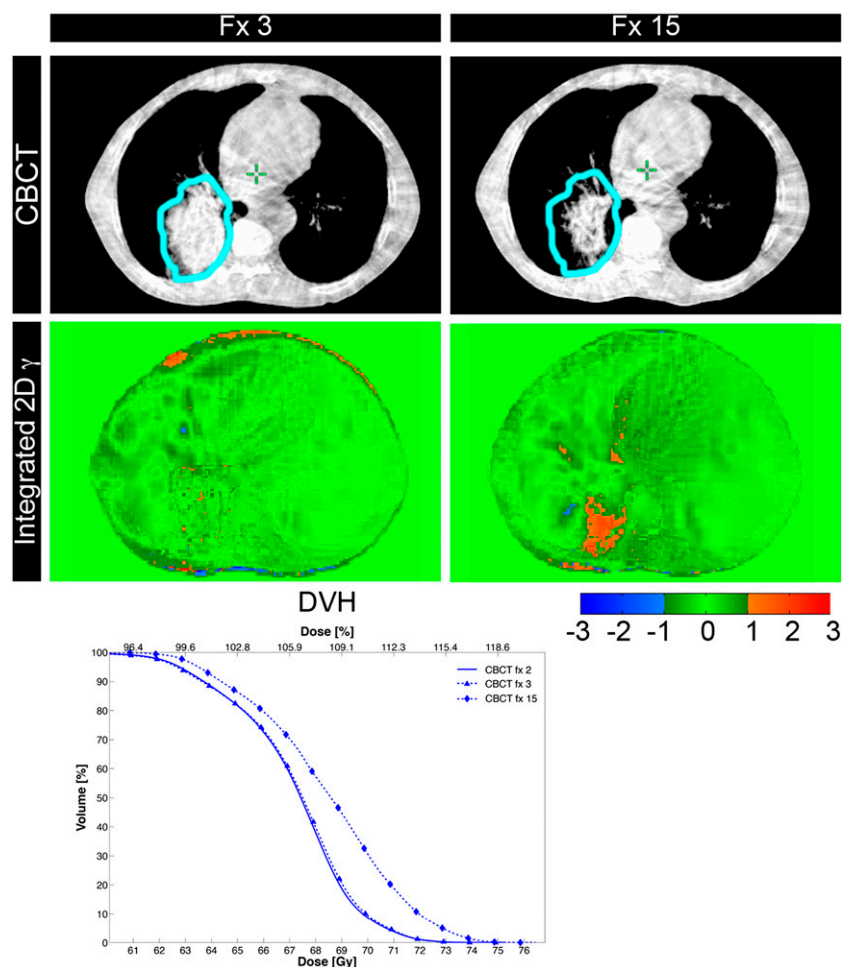 Fx 3
Fx 15
CBCT
Integrated 2D γ
-3 -2 -1 0 1 2 3
DVH
Dose [%]
96.4 99.6 102.8 105.9 109.1 112.3 115.4 118.6
100
90
80
70
60
50
40
30
20
10
0
Volume [%]
CBCT fx 2
CBCT fx 3
CBCT fx 15
61 62 63 64 65 66 67 68 69 70 71 72 73 74 75 76
Dose [Gy]